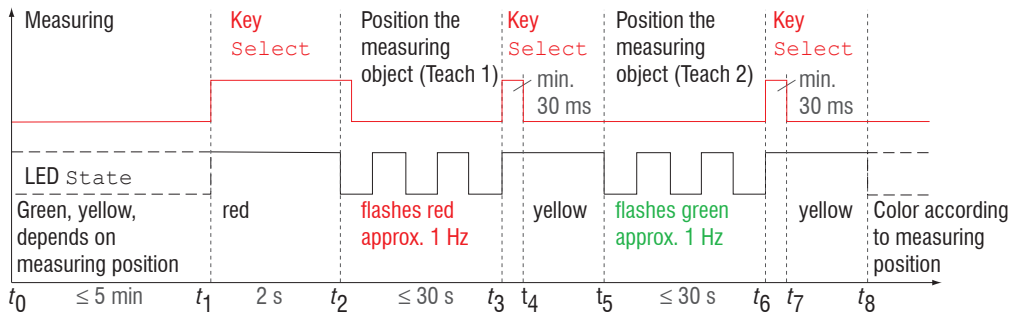 Measuring
Key
Select
Position the
measuring
object (Teach 1)
Key
Select
min.
30 ms
Position the
measuring
object (Teach 2)
Key
Select
min.
30 ms
LED State
Green, yellow,
depends on
measuring position
red
flashes red
approx. 1 Hz
yellow
flashes green
approx. 1 Hz
yellow
Color according
to measuring
position
t0 ≤ 5 min t1 2 s t2 ≤ 30 s t3 t4 t5 ≤ 30 s t6 t7 t8